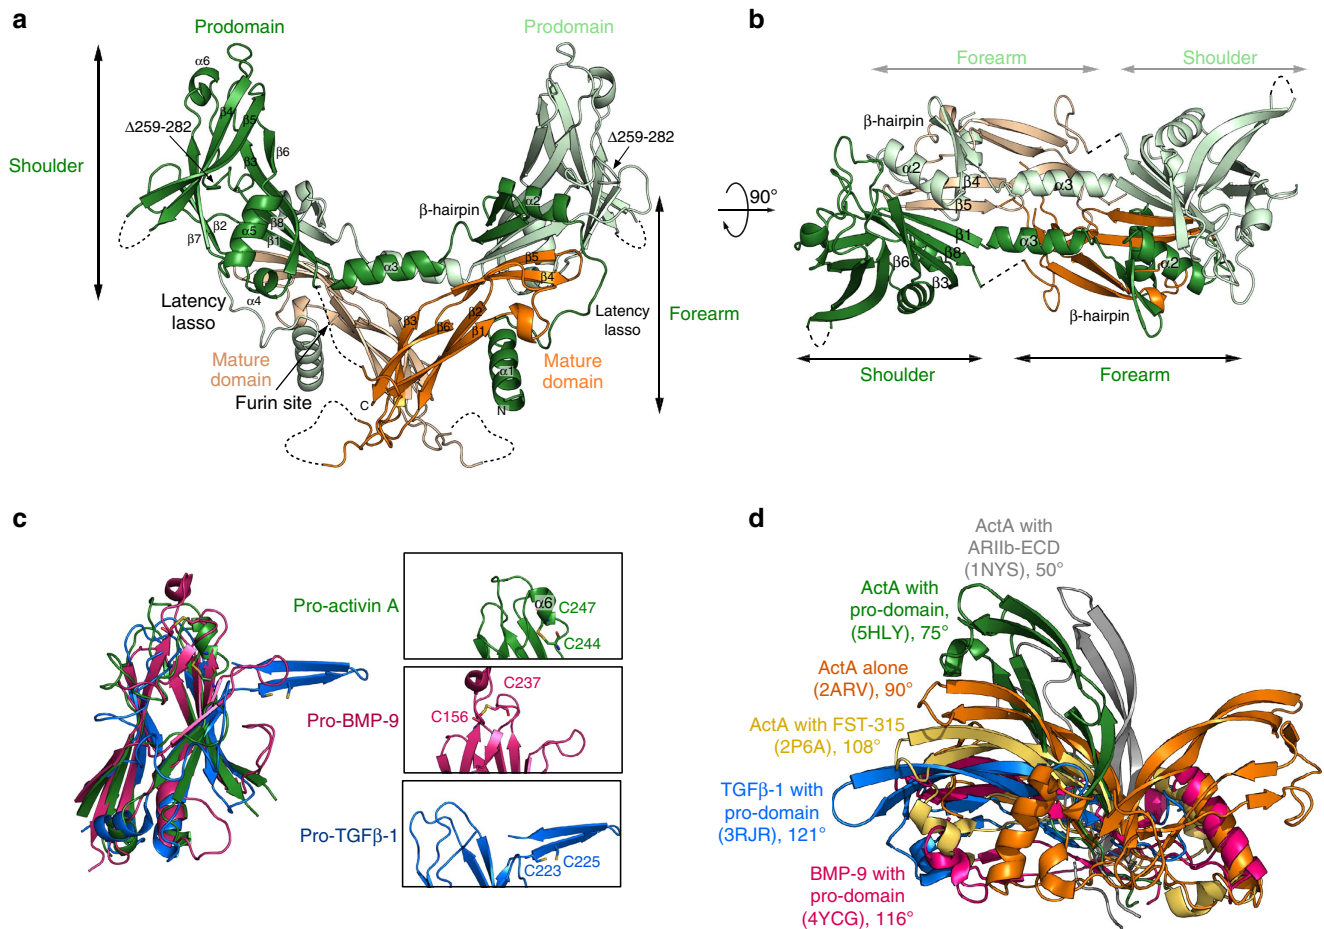 a
Prodomain
Prodomain
α6
β4
β5
Δ259-282
Δ259-282
β6
β3
Shoulder
α2
β-hairpin
β2
β8
α5
β7
β1
β5
α3
β4
α4
Latency
lasso
β2
β3
β6
β1
Latency
lasso
Forearm
Mature
domain
Mature
domain
α1
Furin site
C
N
b
Forearm
Shoulder
β-hairpin
α2
β4
α3
β5
90°
β1
α3
β8
β6
α2
β3
β-hairpin
Shoulder
Forearm
c
Pro-activin A
α6
C247
C244
Pro-BMP-9
C237
C156
Pro-TGFβ-1
C225
C223
d
ActA with
ARIIb-ECD
(1NYS), 50°
ActA with
pro-domain,
(5HLY), 75°
ActA alone
(2ARV), 90°
ActA with FST-315
(2P6A), 108°
TGFβ-1 with
pro-domain
(3RJR), 121°
BMP-9 with
pro-domain
(4YCG), 116°